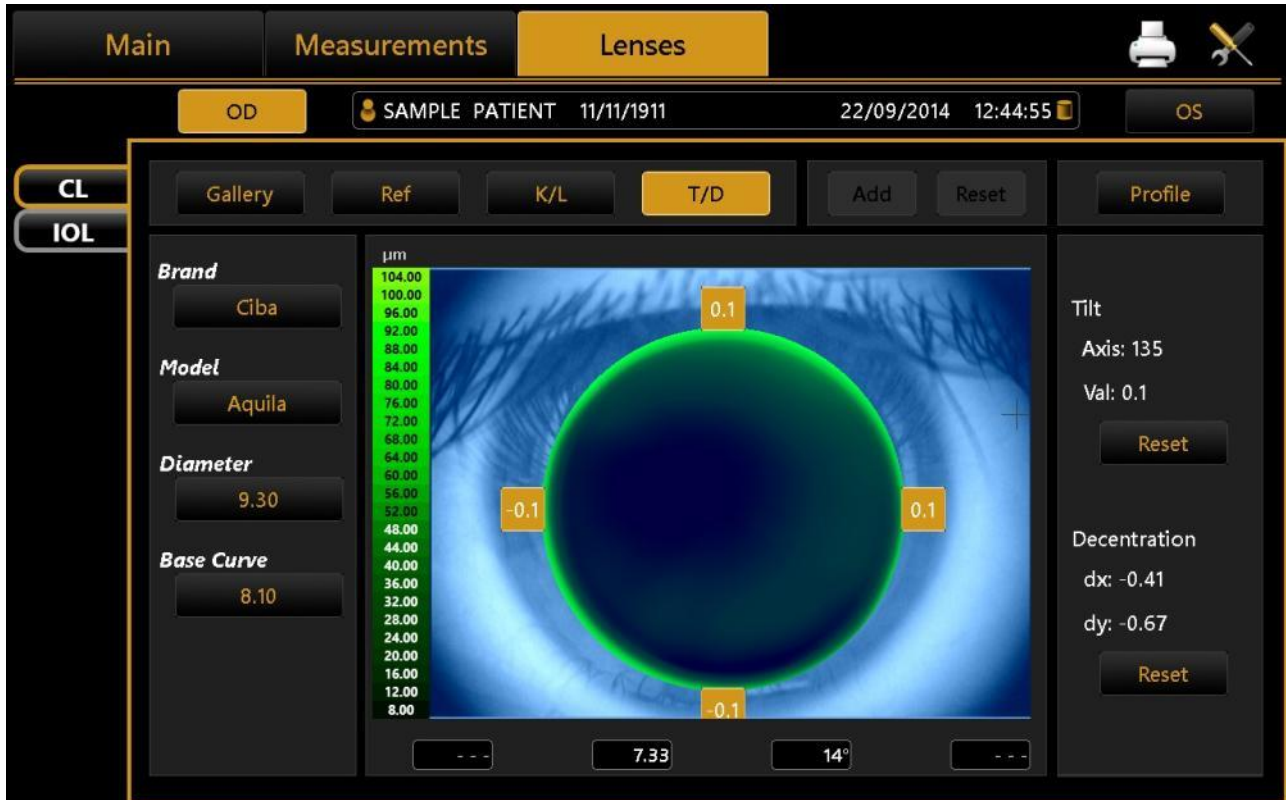 Main Measurements Lenses
OD SAMPLE PATIENT 11/11/1911 22/09/2014 12:44:55 OS
CL
IOL
Gallery Ref K/L T/D Add Reset Profile
Brand
Ciba
Model
Aquila
Diameter
9.30
Base Curve
8.10
µm
104.00
100.00
96.00
92.00
88.00
84.00
80.00
76.00
72.00
68.00
64.00
60.00
56.00
52.00
48.00
44.00
40.00
36.00
32.00
28.00
24.00
20.00
16.00
12.00
8.00
0.1
-0.1 0.1
-0.1
- - - 7.33 14° - - -
Tilt
Axis: 135
Val: 0.1
Reset
Decentration
dx: -0.41
dy: -0.67
Reset